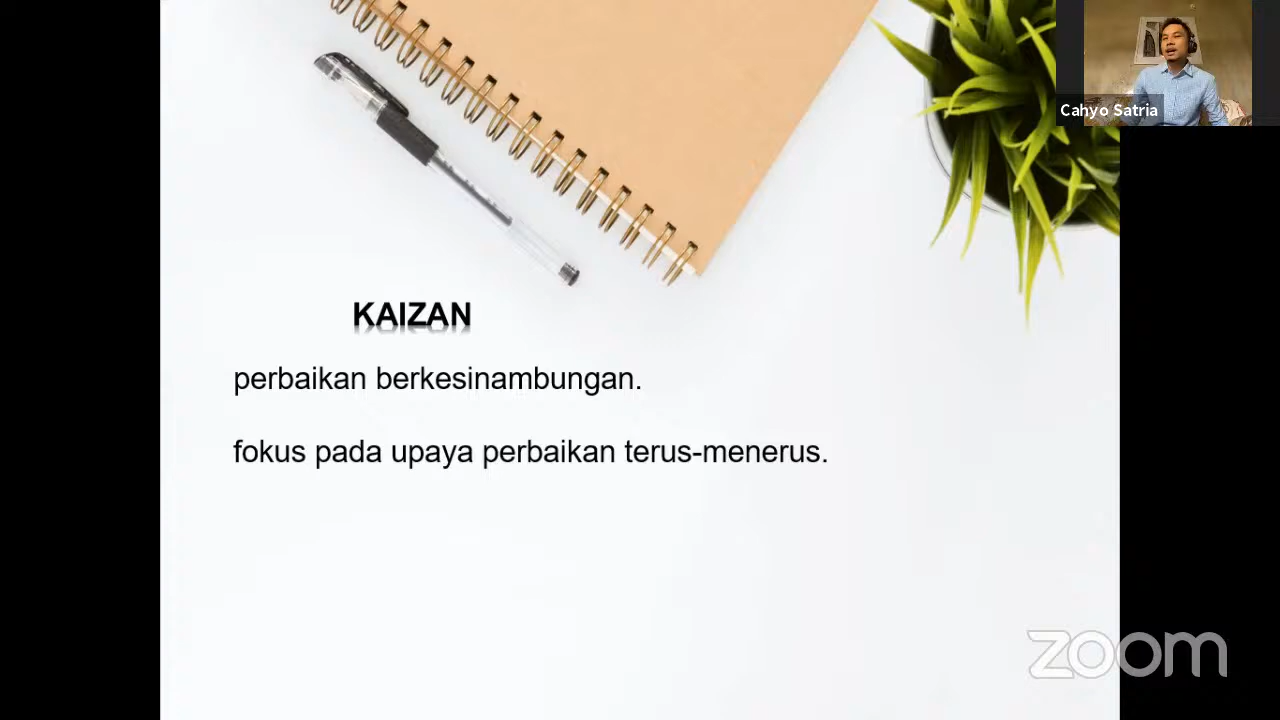 Cahyo Satria
KAIZAN
perbaikan berkesinambungan.
fokus pada upaya perbaikan terus-menerus.
zoom